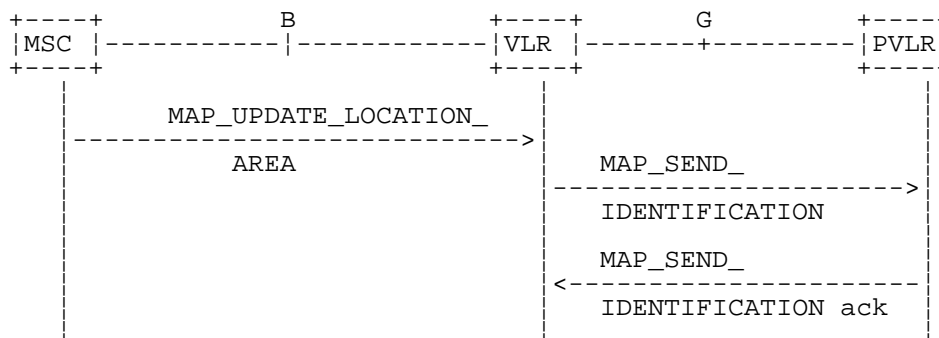 B G
MSC VLR PVLR
MAP_UPDATE_LOCATION_
AREA
MAP_SEND_
IDENTIFICATION
MAP_SEND_
IDENTIFICATION ack